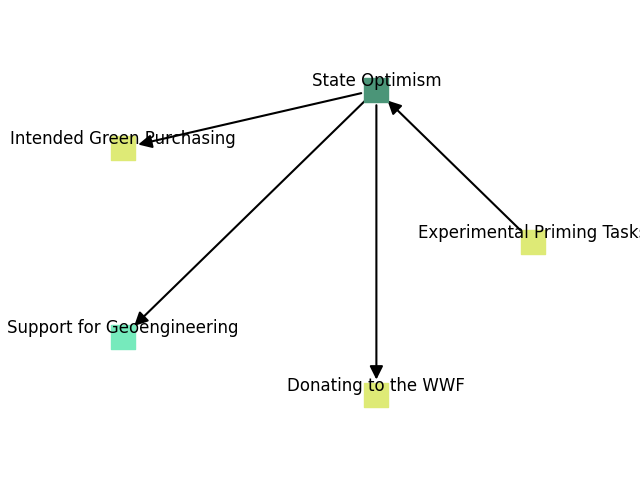 State Optimism
Intended Green Purchasing
Experimental Priming Tasks
Support for Geoengineering
Donating to the WWF